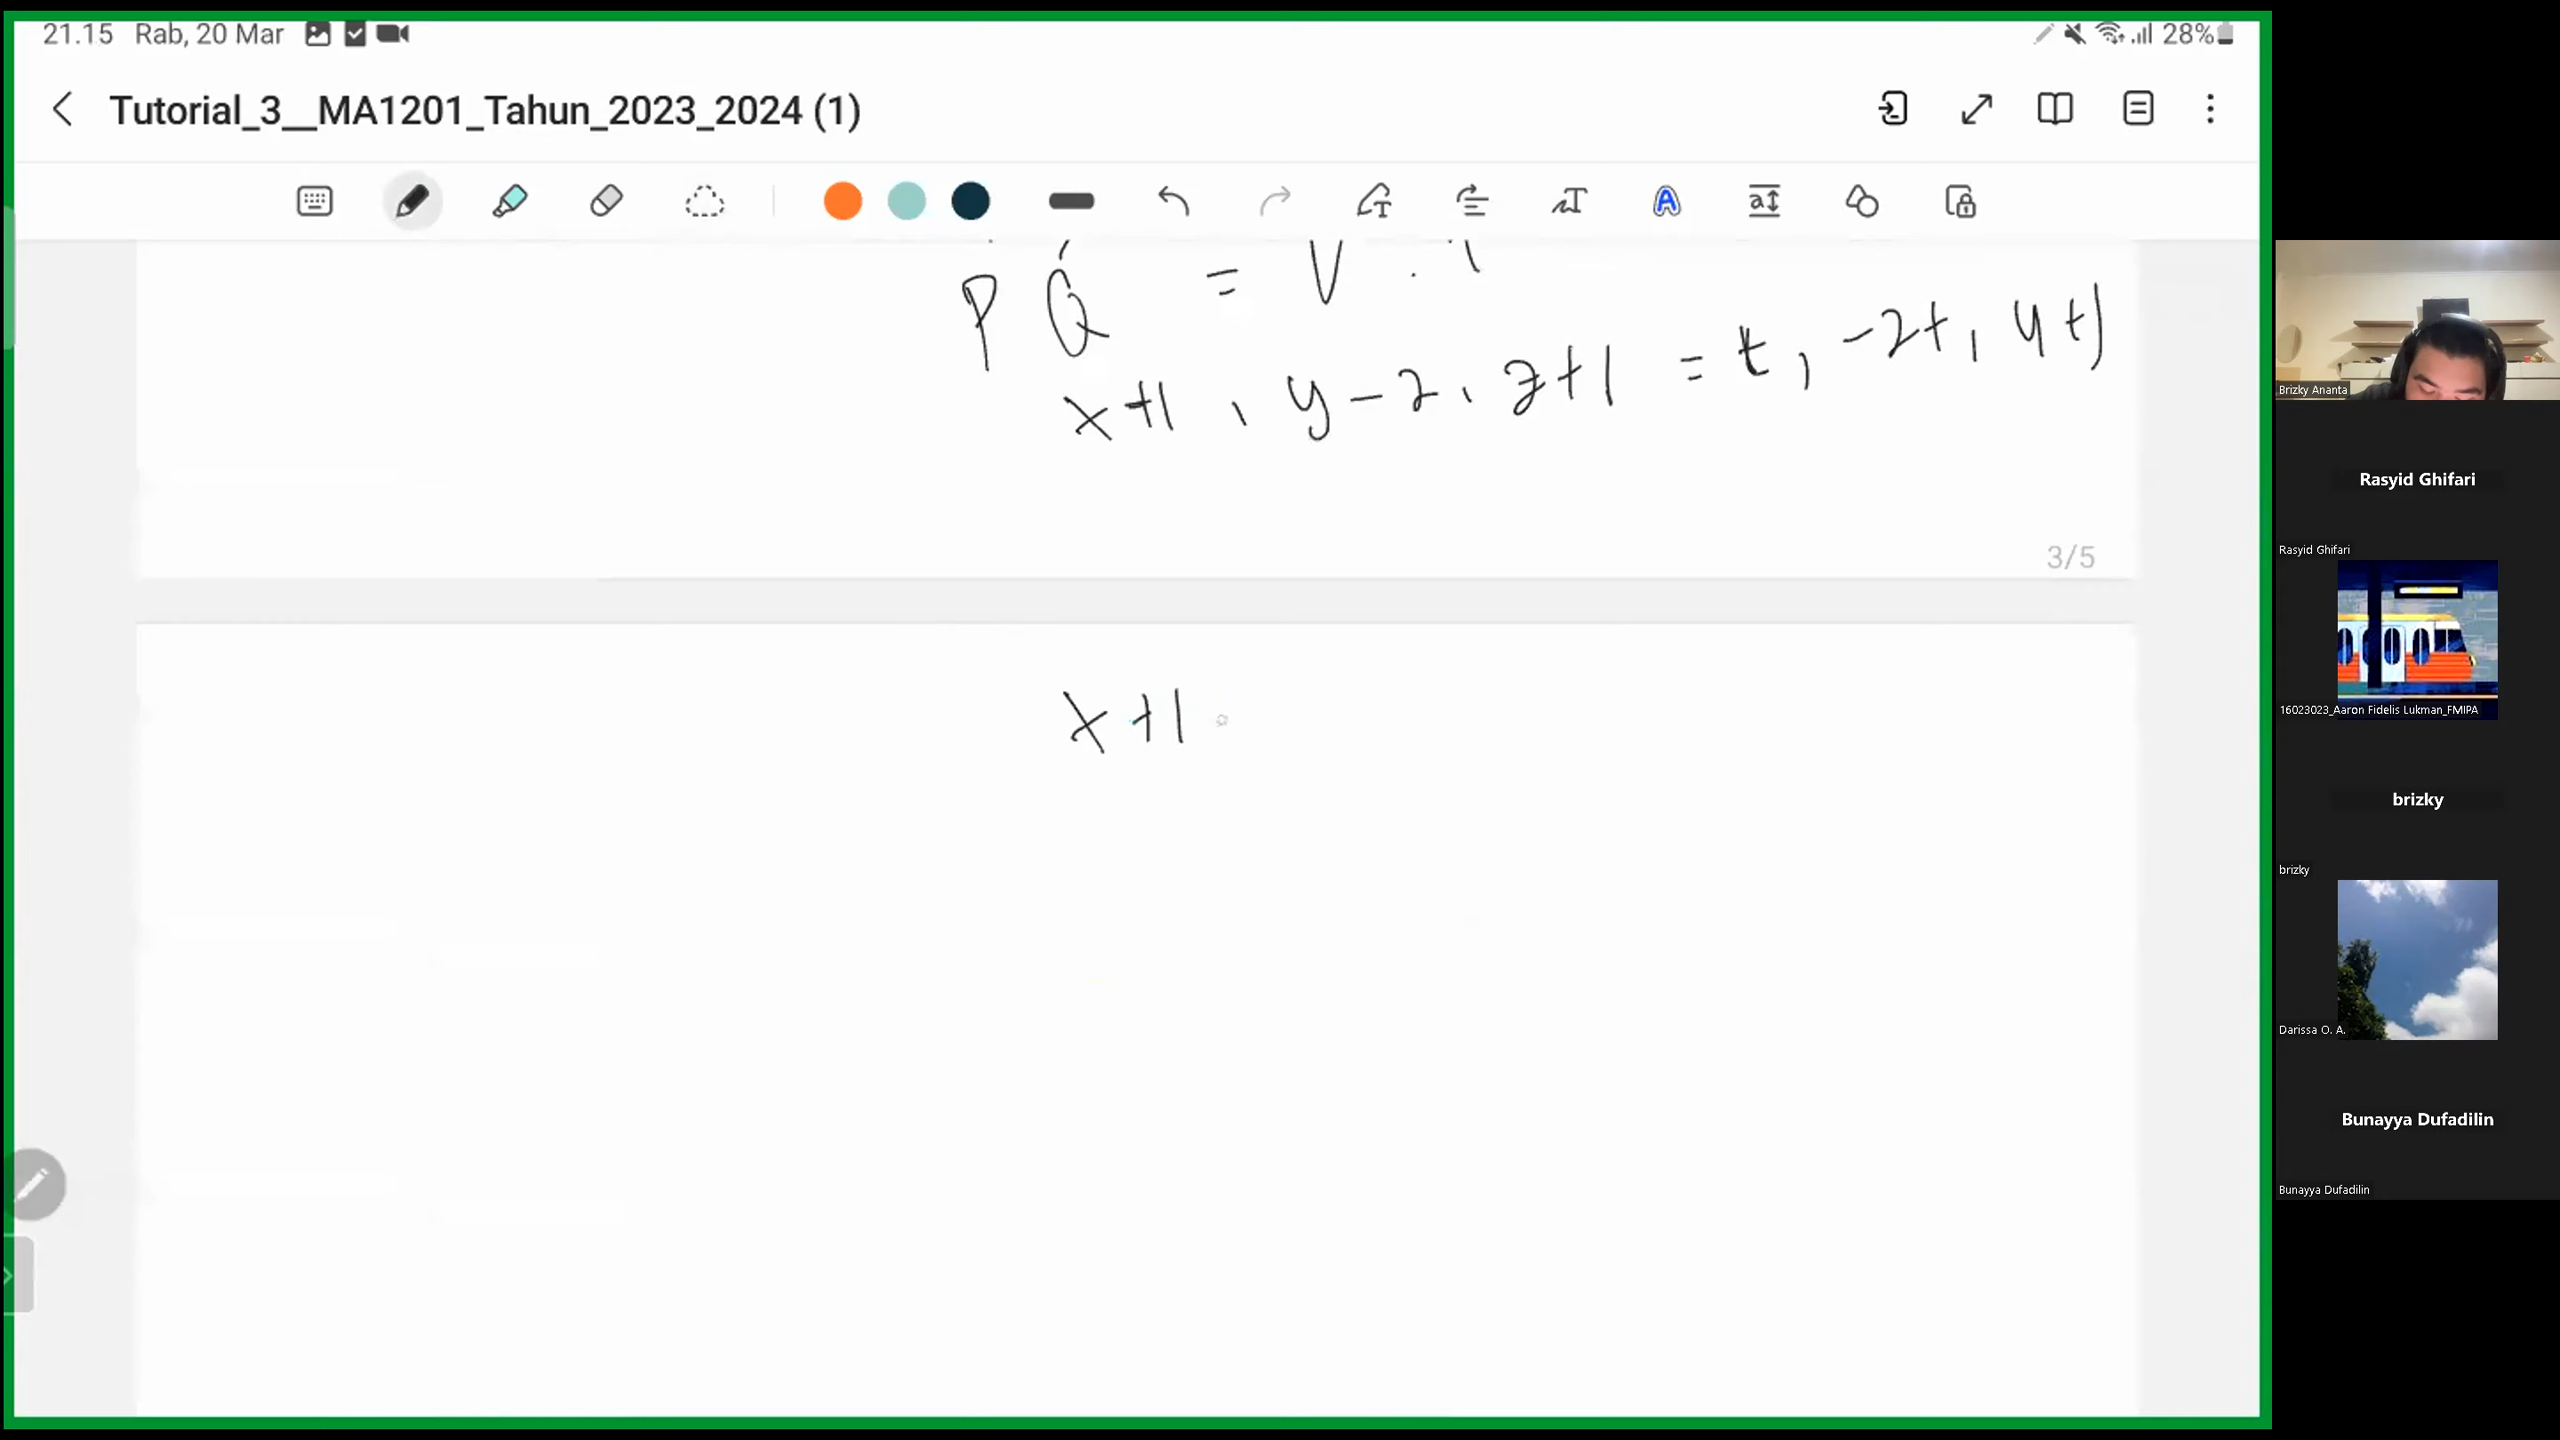 21.15 Rab, 20 Mar 28%
Tutorial_3__MA1201_Tahun_2023_2024 (1)
PQ = V .
x+1 , y-2 , z+1 = t , -2t , 4t)
3/5
x+1
Brizky Ananta
Rasyid Ghifari
Rasyid Ghifari
16023023_Aaron Fidelis Lukman_FMIPA
brizky
brizky
Darissa O. A.
Bunayya Dufadilin
Bunayya Dufadilin